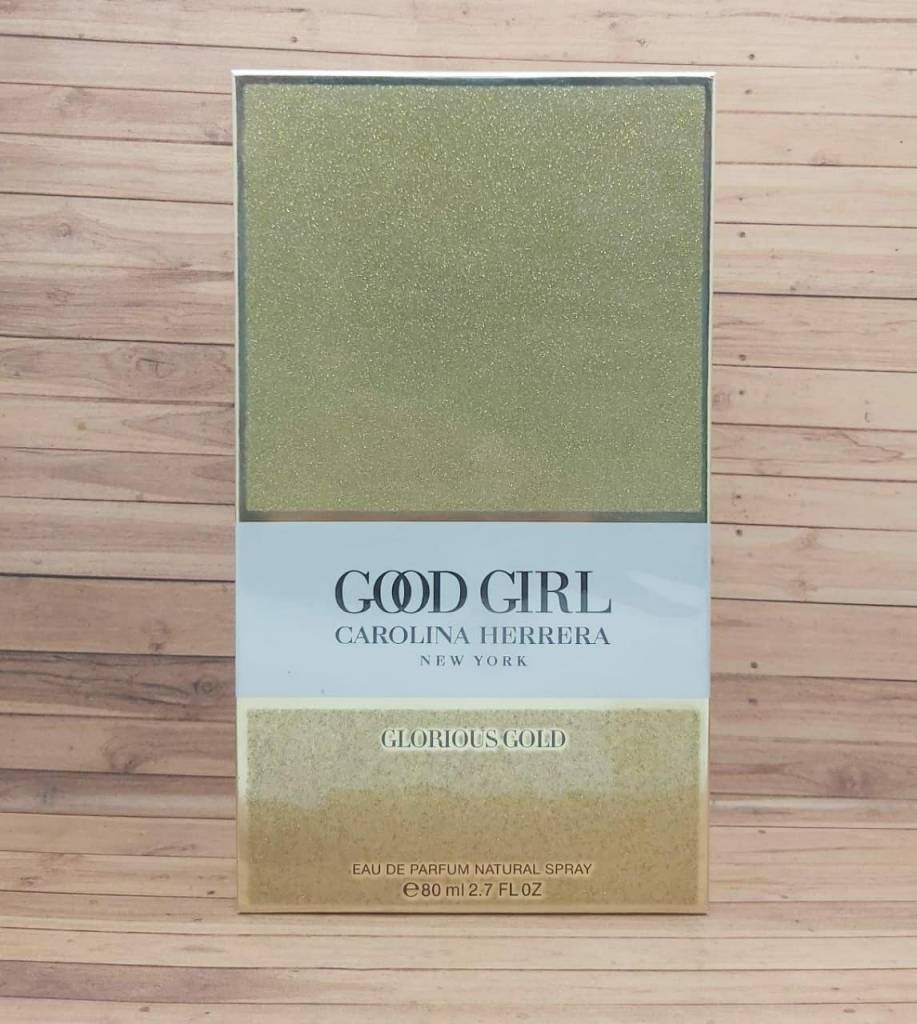 GOOD GIRL
CAROLINA HERRERA
NEW YORK
GLORIOUS GOLD
EAU DE PARFUM NATURAL SPRAY
℮80 ml 2.7 FL OZ